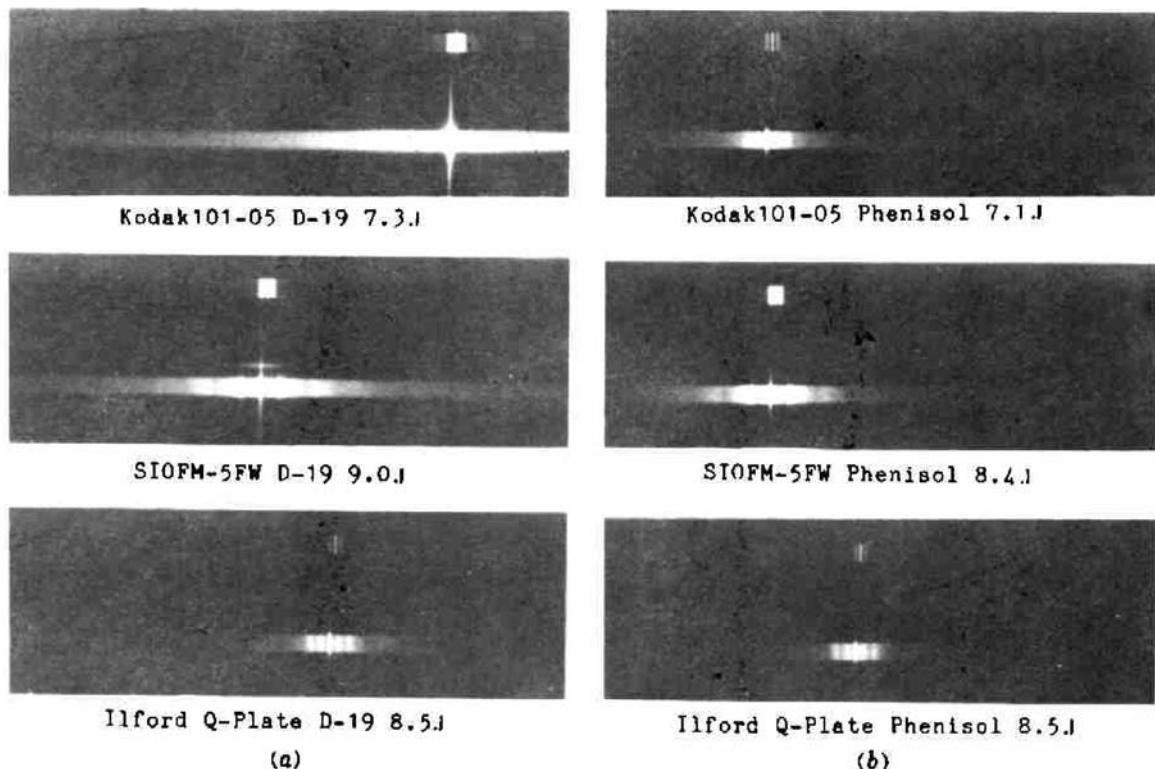 Kodak101-05 D-19 7.3J
Kodak101-05 Phenisol 7.1J
SIOFM-5FW D-19 9.0J
SIOFM-5FW Phenisol 8.4J
Ilford Q-Plate D-19 8.5J
Ilford Q-Plate Phenisol 8.5J
(a)
(b)